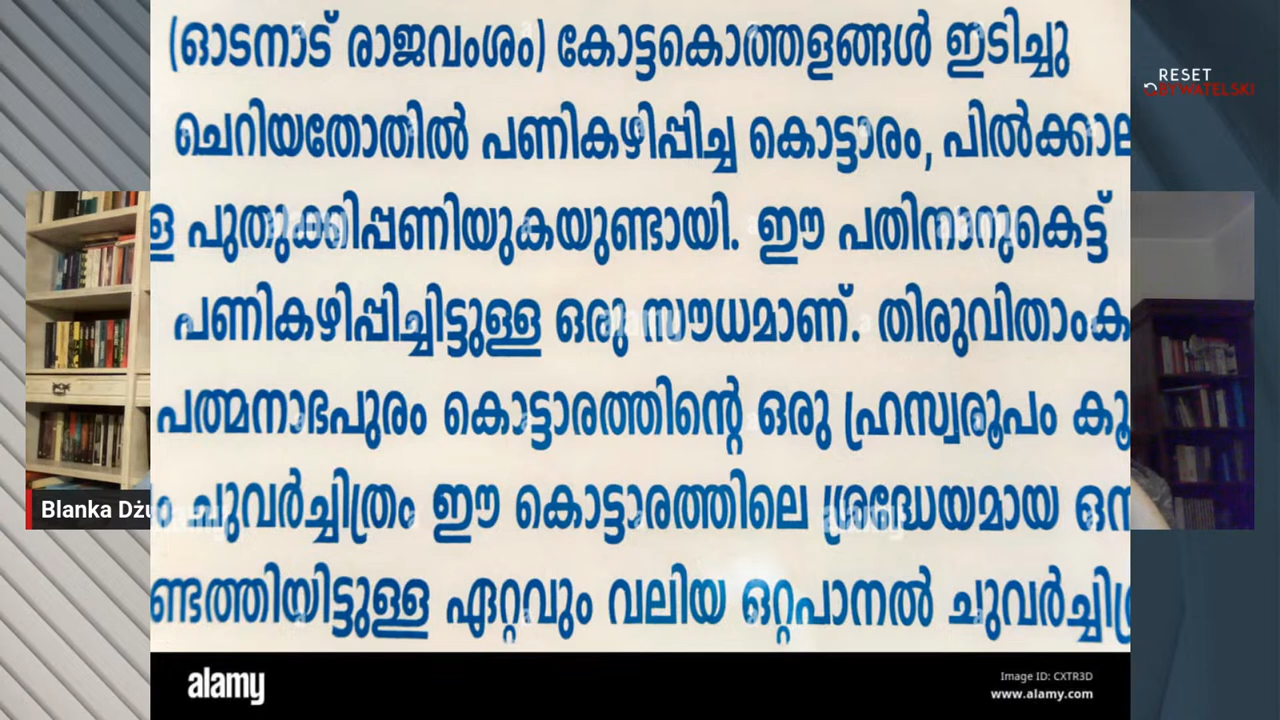 (ഓടനാട് രാജവംശം) കോട്ടകൊത്തളങ്ങൾ ഇടിച്ചു
RESET
OBYWATELSKI
ചെറിയതോതിൽ പണികഴിപ്പിച്ച കൊട്ടാരം, പിൽക്കാല
ള പുതുക്കിപ്പണിയുകയുണ്ടായി. ഈ പതിനാറുകെട്ട്
പണികഴിപ്പിച്ചിട്ടുള്ള ഒരു സൗധമാണ്. തിരുവിതാംക
പത്മനാഭപുരം കൊട്ടാരത്തിന്റെ ഒരു ഹ്രസ്വരൂപം കൂ
ചുവർച്ചിത്രം ഈ കൊട്ടാരത്തിലെ ശ്രദ്ധേയമായ ഒന
Blanka Dżu
ണ്ടത്തിയിട്ടുള്ള ഏറ്റവും വലിയ ഒറ്റപാനൽ ചുവർച്ചിത്ര
alamy
Image ID: CXTR3D
www.alamy.com